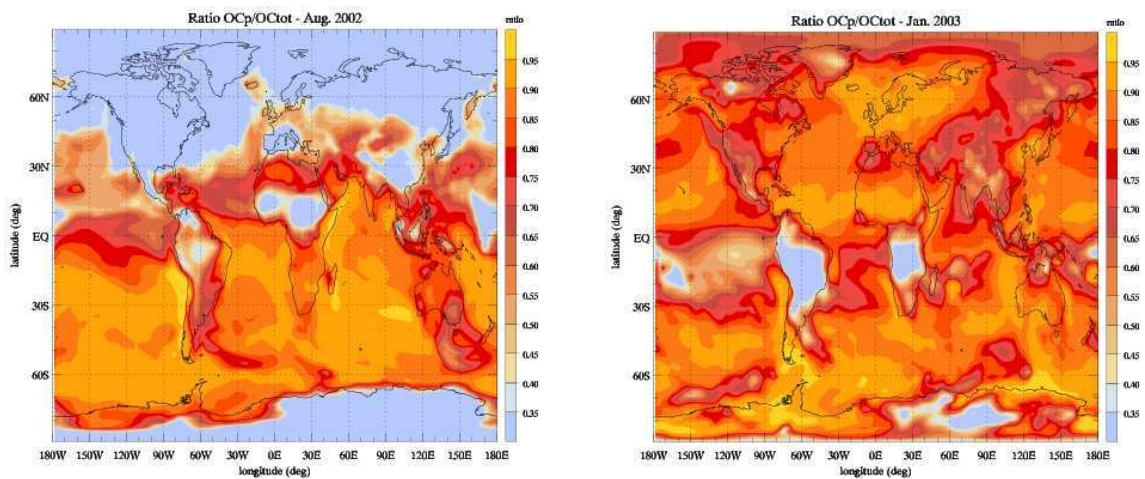 Ratio OCp/OCtot - Aug. 2002
ratio
latitude (deg)
60N
30N
EQ
30S
60S
180W 150W 120W 90W 60W 30W 0E 30E 60E 90E 120E 150E 180E
longitude (deg)
0.95
0.90
0.85
0.80
0.75
0.70
0.65
0.60
0.55
0.50
0.45
0.40
0.35
Ratio OCp/OCtot - Jan. 2003
ratio
latitude (deg)
60N
30N
EQ
30S
60S
180W 150W 120W 90W 60W 30W 0E 30E 60E 90E 120E 150E 180E
longitude (deg)
0.95
0.90
0.85
0.80
0.75
0.70
0.65
0.60
0.55
0.50
0.45
0.40
0.35